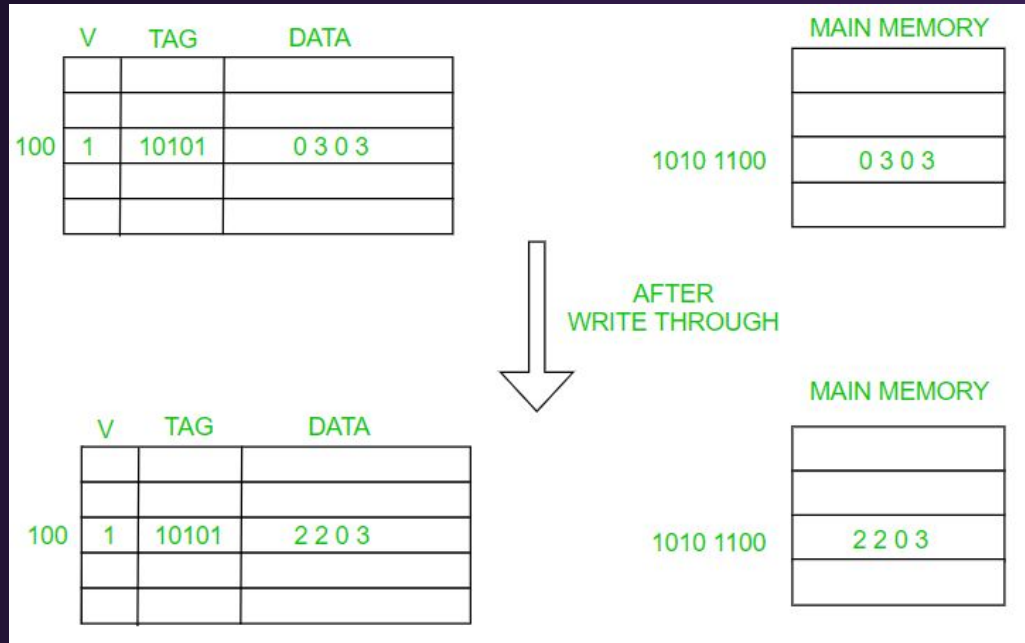 V TAG DATA
MAIN MEMORY
100 1 10101 0 3 0 3
1010 1100 0 3 0 3
AFTER
WRITE THROUGH
MAIN MEMORY
V TAG DATA
100 1 10101 2 2 0 3
1010 1100 2 2 0 3